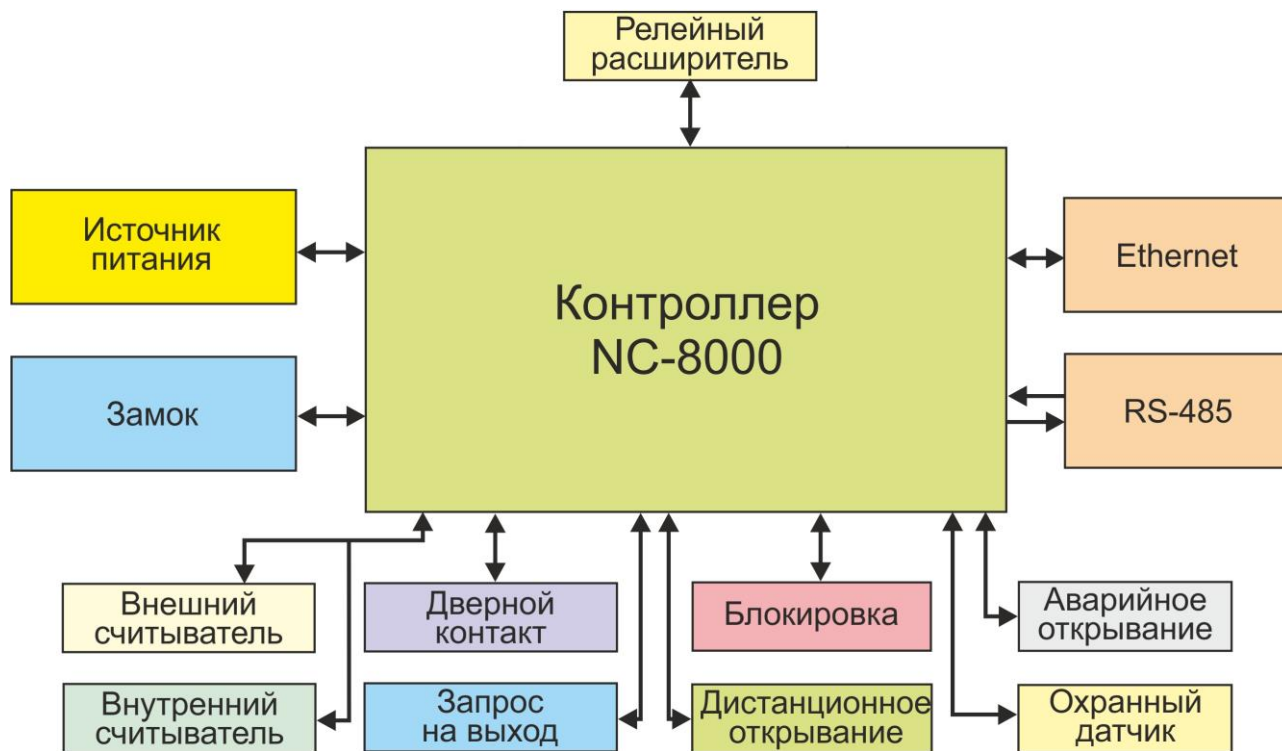 Релейный
расширитель
Источник
питания
Контроллер
NC-8000
Ethernet
Замок
RS-485
Внешний
считыватель
Дверной
контакт
Блокировка
Аварийное
открывание
Внутренний
считыватель
Запрос
на выход
Дистанционное
открывание
Охранный
датчик